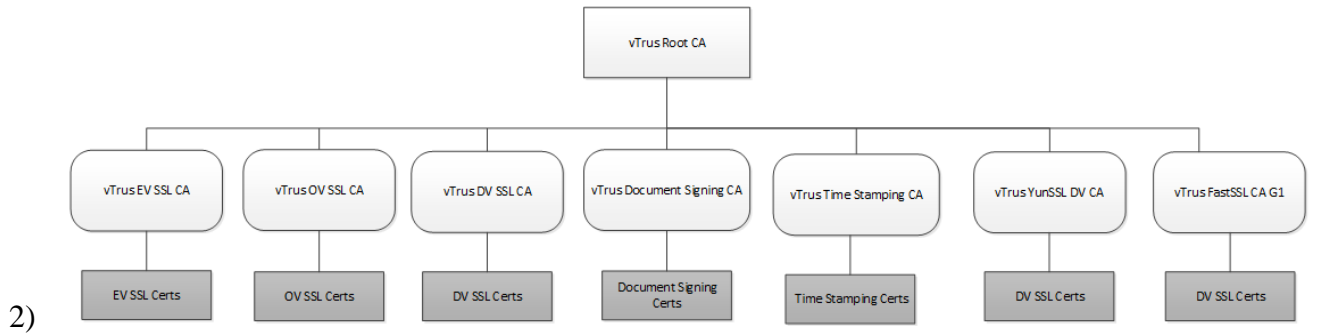 vTrus Root CA
vTrus EV SSL CA
vTrus OV SSL CA
vTrus DV SSL CA
vTrus Document Signing CA
vTrus Time Stamping CA
vTrus YunSSL DV CA
vTrus FastSSL CA G1
EV SSL Certs
OV SSL Certs
DV SSL Certs
Document Signing
Certs
Time Stamping Certs
DV SSL Certs
DV SSL Certs
2)